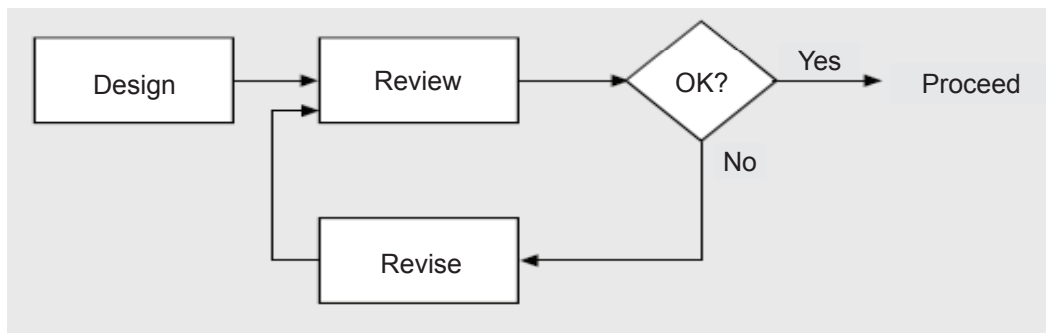 Design
Review
OK?
Yes
Proceed
No
Revise